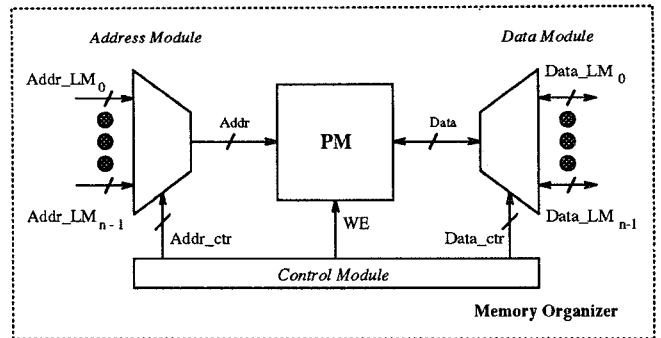 Address Module
Data Module
Addr_LM0
Data_LM0
Addr
PM
Data
Addr_LMn-1
Data_LMn-1
Addr_ctr
WE
Data_ctr
Control Module
Memory Organizer